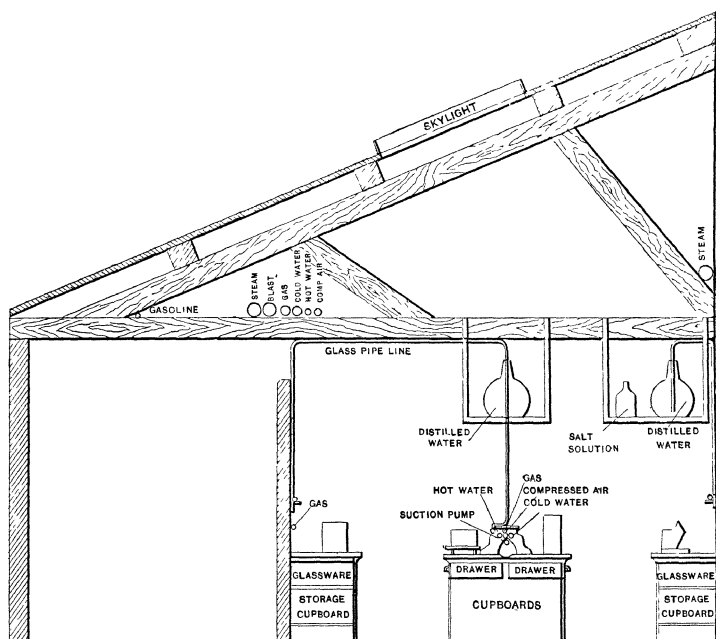 SKYLIGHT
STEAM
GASOLINE
STEAM
BLAST
GAS
COLD WATER
HOT WATER
COMP AIR
GLASS PIPE LINE
DISTILLED
WATER
SALT
SOLUTION
DISTILLED
WATER
GAS
HOT WATER
GAS
COMPRESSED AIR
COLD WATER
SUCTION PUMP
GLASSWARE
STORAGE
CUPBOARD
DRAWER
DRAWER
CUPBOARDS
GLASSWARE
STORAGE
CUPBOARD